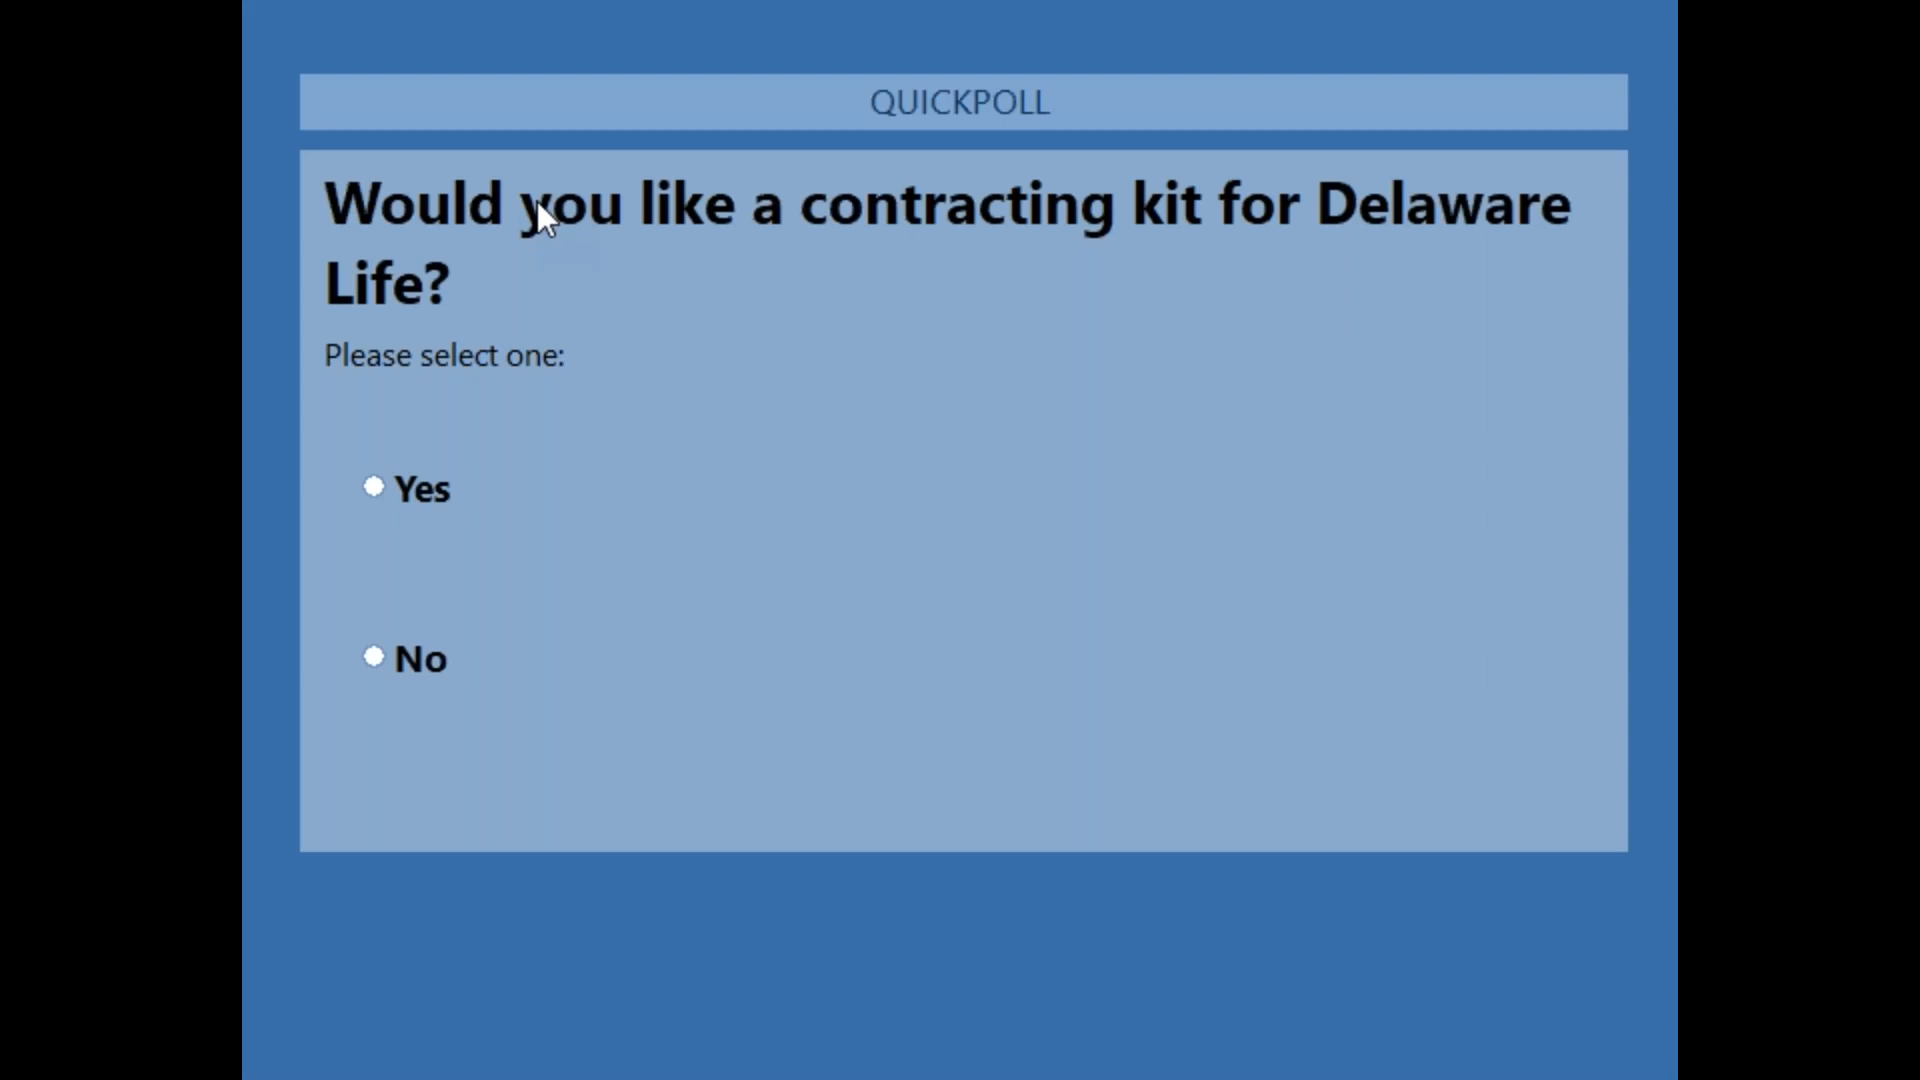 QUICKPOLL
Would you like a contracting kit for Delaware
Life?
Please select one:
Yes
No